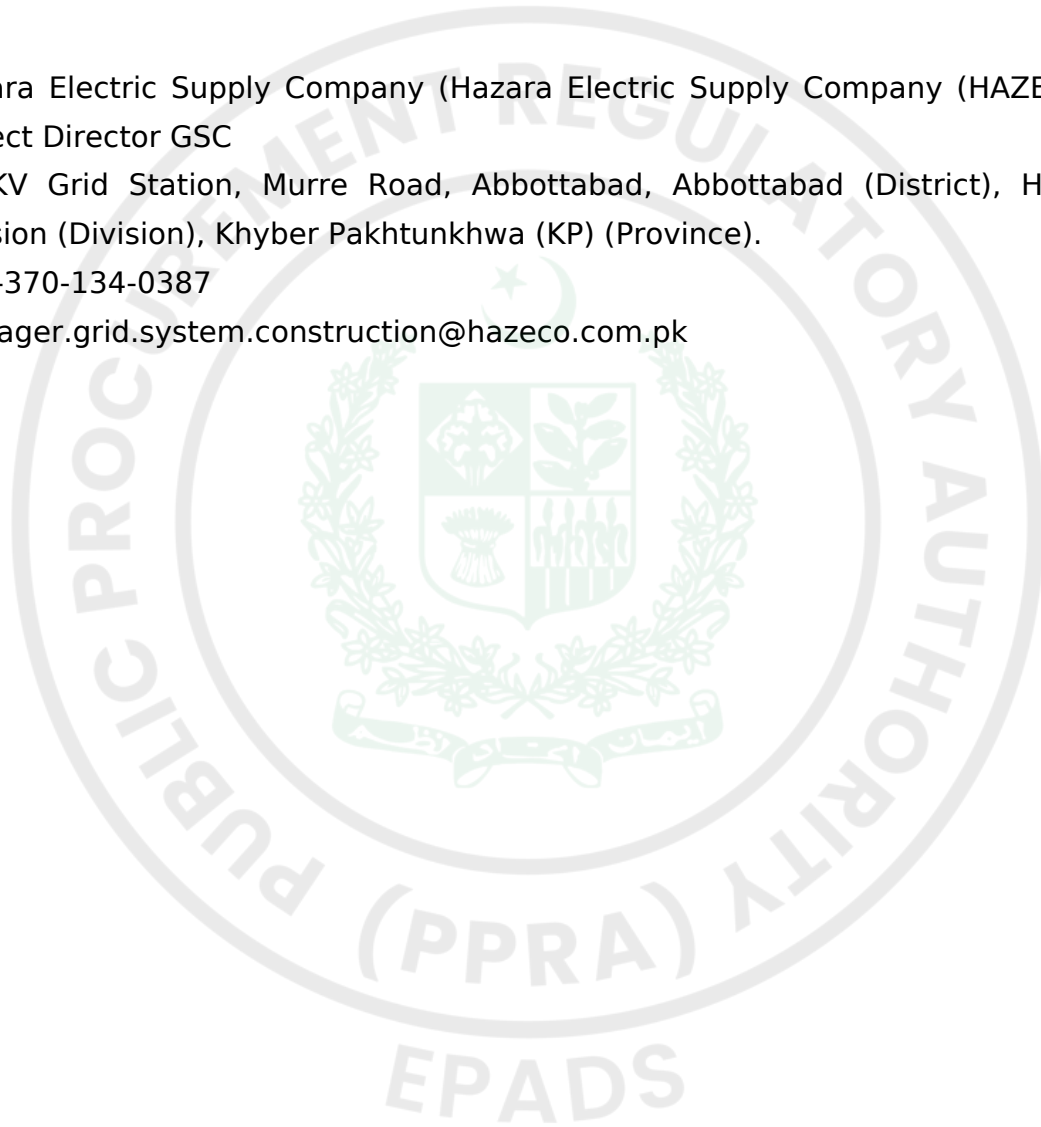 ara Electric Supply Company (Hazara Electric Supply Company (HAZE
ect Director GSC
KV Grid Station, Murre Road, Abbottabad, Abbottabad (District), H
sion (Division), Khyber Pakhtunkhwa (KP) (Province).
-370-134-0387
ager.grid.system.construction@hazeco.com.pk
PUBLIC PROCUREMENT REGULATORY AUTHORITY
(PPRA)
EPADS